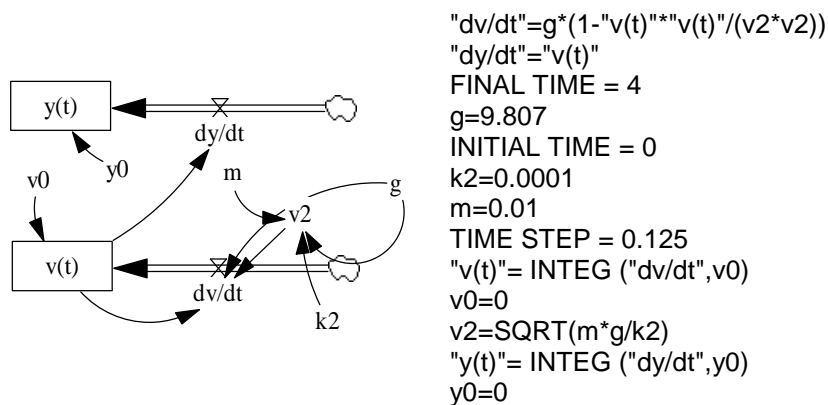 y(t)
dy/dt
y0
v0
m
g
v2
v(t)
dv/dt
k2
"dv/dt"=g*(1-"v(t)"*"v(t)"/(v2*v2))
"dy/dt"="v(t)"
FINAL TIME = 4
g=9.807
INITIAL TIME = 0
k2=0.0001
m=0.01
TIME STEP = 0.125
"v(t)"= INTEG ("dv/dt",v0)
v0=0
v2=SQRT(m*g/k2)
"y(t)"= INTEG ("dy/dt",y0)
y0=0